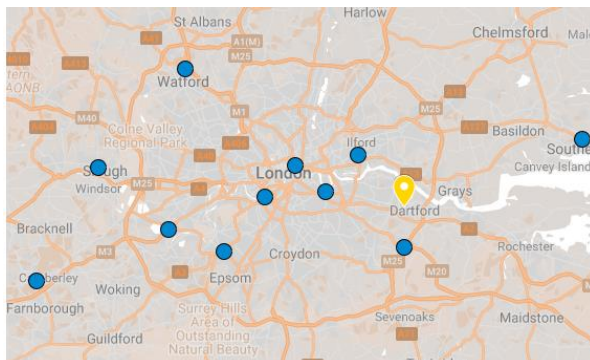 Harlow
St Albans
A1(M)
M25
Chelmsford
Watford
M1
M25
M40
Colne Valley
Regional Park
Ilford
Basildon
Slough
London
Canvey Island
Windsor
M25
Grays
Dartford
Bracknell
Rochester
Croydon
M3
M25
Epsom
M20
Camberley
Woking
Farnborough
Maidstone
Surrey Hills
Area of
Outstanding
Natural Beauty
Sevenoaks
Guildford